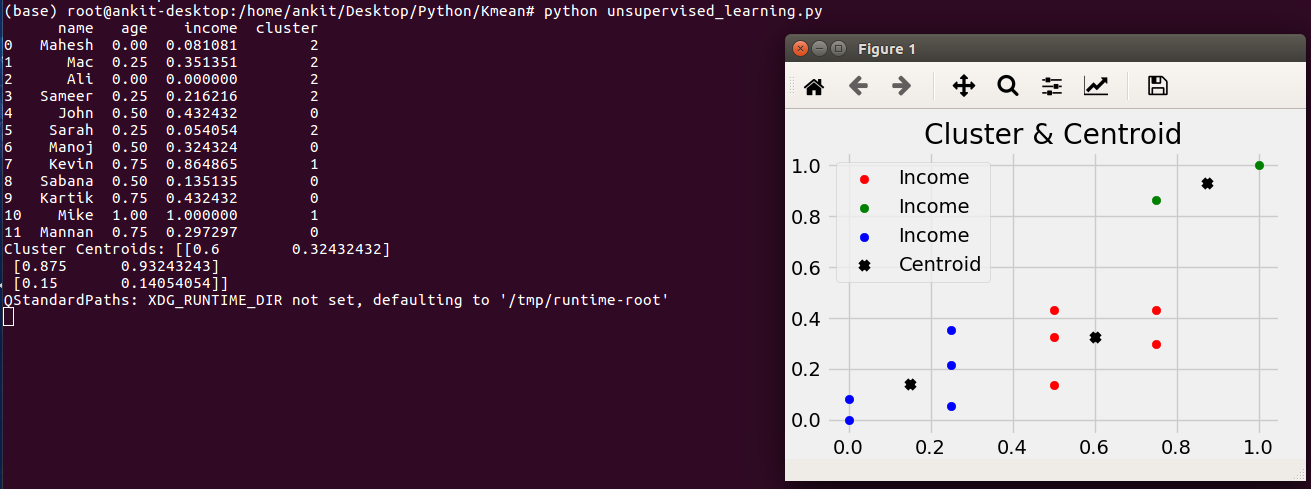 (base) root@ankit-desktop:/home/ankit/Desktop/Python/Kmean# python unsupervised_learning.py
name age income cluster
0 Mahesh 0.00 0.081081 2
1 Mac 0.25 0.351351 2
2 Ali 0.00 0.000000 2
3 Sameer 0.25 0.216216 2
4 John 0.50 0.432432 0
5 Sarah 0.25 0.054054 2
6 Manoj 0.50 0.324324 0
7 Kevin 0.75 0.864865 1
8 Sabana 0.50 0.135135 0
9 Kartik 0.75 0.432432 0
10 Mike 1.00 1.000000 1
11 Mannan 0.75 0.297297 0
Cluster Centroids: [[0.6 0.32432432]
[0.875 0.93243243]
[0.15 0.14054054]]
QStandardPaths: XDG_RUNTIME_DIR not set, defaulting to '/tmp/runtime-root'
Figure 1
Cluster & Centroid
1.0
0.8
0.6
0.4
0.2
0.0
Income
Income
Income
Centroid
0.0 0.2 0.4 0.6 0.8 1.0